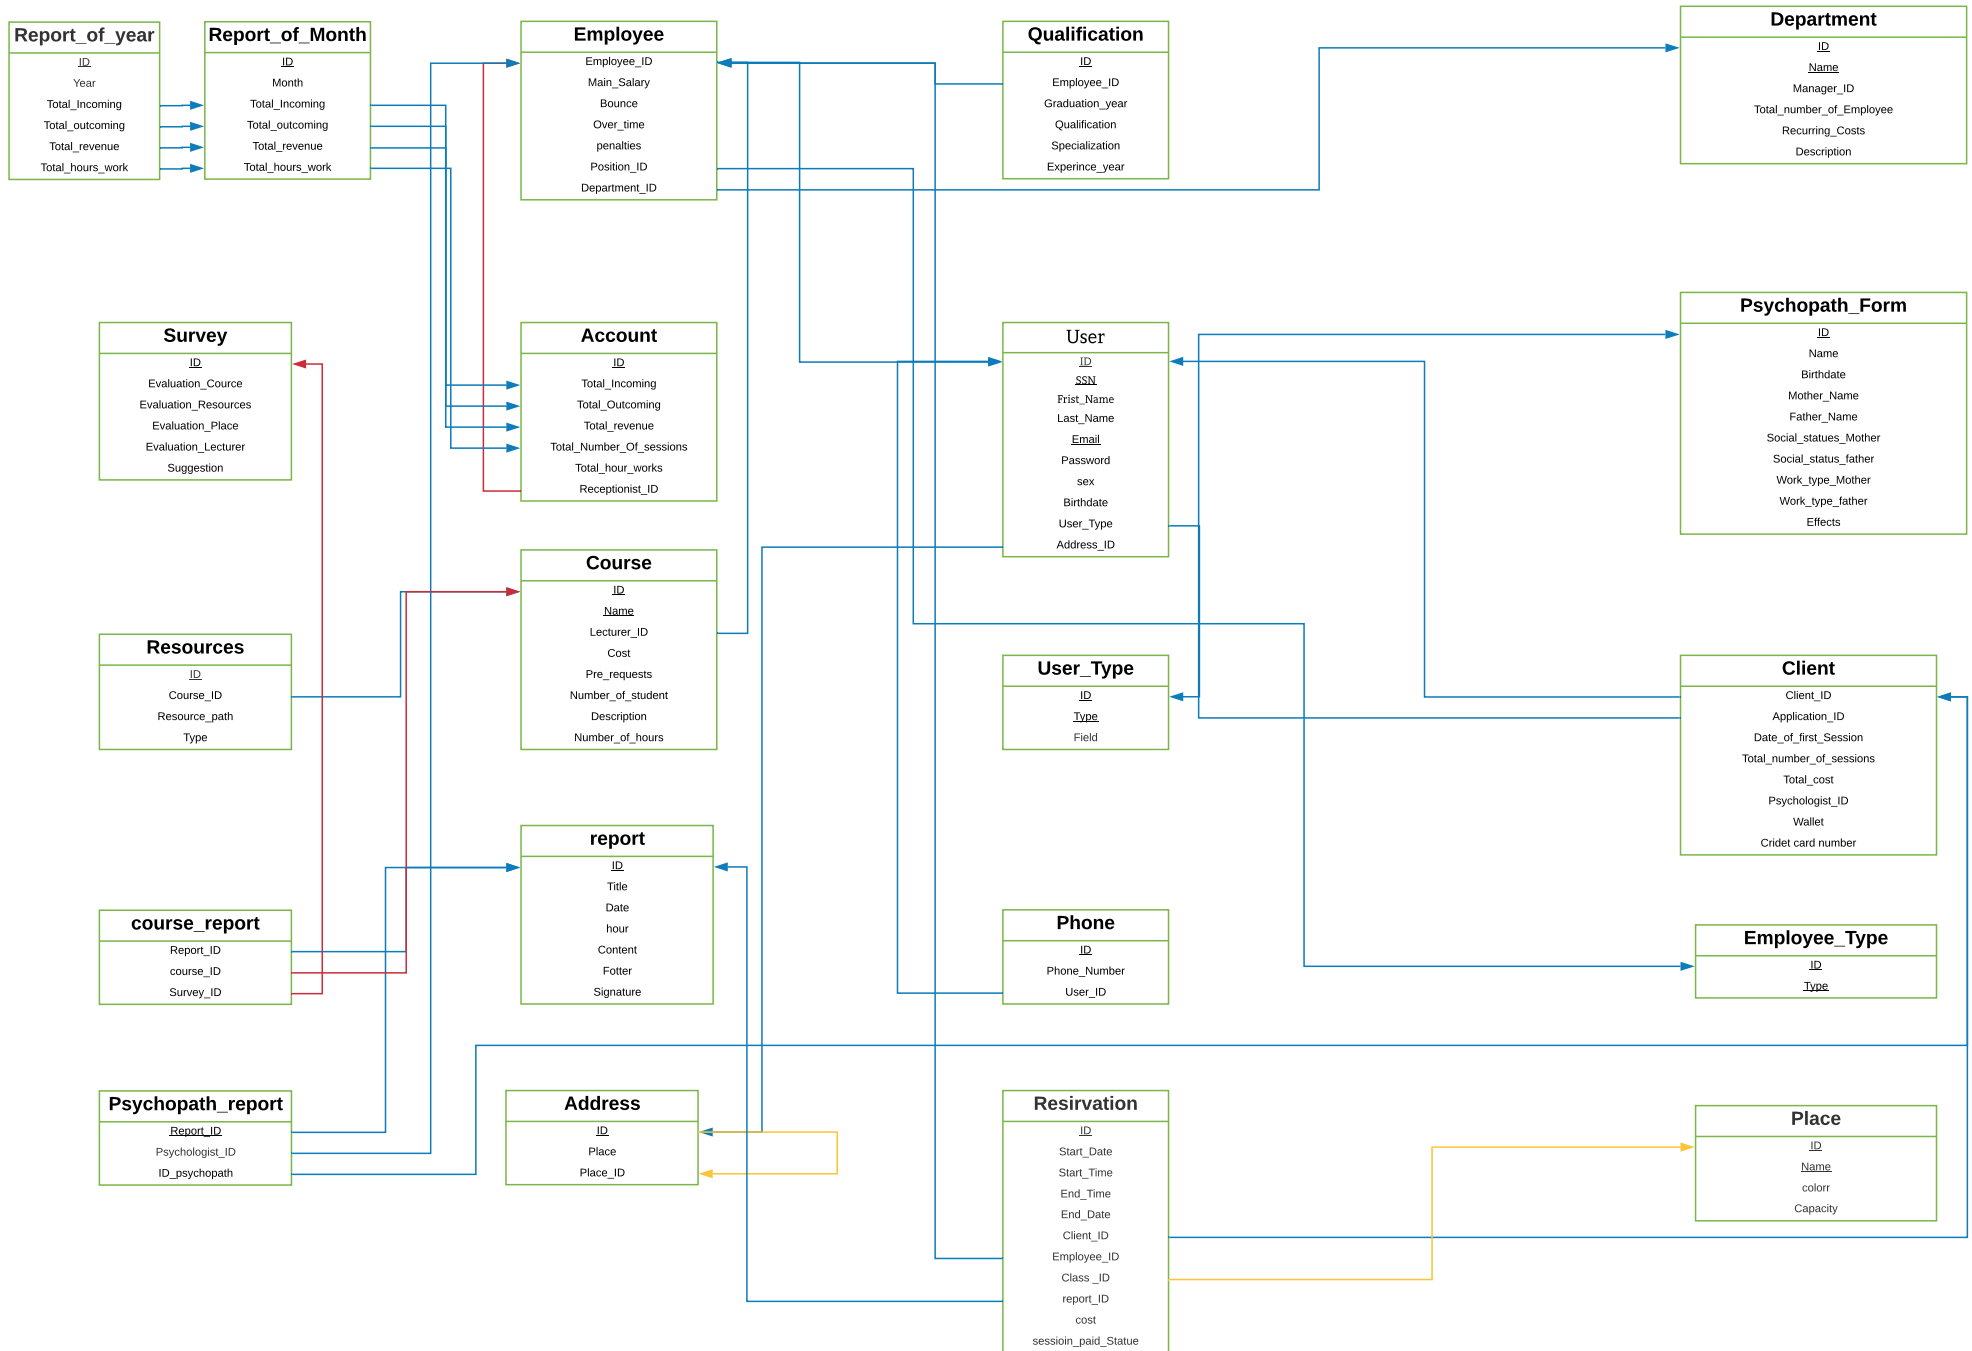 Report_of_year
ID
Year
Total_Incoming
Total_outcoming
Total_revenue
Total_hours_work
Report_of_Month
ID
Month
Total_Incoming
Total_outcoming
Total_revenue
Total_hours_work
Employee
Employee_ID
Main_Salary
Bounce
Over_time
penalties
Position_ID
Department_ID
Qualification
ID
Employee_ID
Graduation_year
Qualification
Specialization
Experince_year
Department
ID
Name
Manager_ID
Total_number_of_Employee
Recurring_Costs
Description
Survey
ID
Evaluation_Cource
Evaluation_Resources
Evaluation_Place
Evaluation_Lecturer
Suggestion
Account
ID
Total_Incoming
Total_Outcoming
Total_revenue
Total_Number_Of_sessions
Total_hour_works
Receptionist_ID
User
ID
SSN
Frist_Name
Last_Name
Email
Password
sex
Birthdate
User_Type
Address_ID
Psychopath_Form
ID
Name
Birthdate
Mother_Name
Father_Name
Social_statues_Mother
Social_status_father
Work_type_Mother
Work_type_father
Effects
Resources
ID
Course_ID
Resource_path
Type
Course
ID
Name
Lecturer_ID
Cost
Pre_requests
Number_of_student
Description
Number_of_hours
User_Type
ID
Type
Field
Client
Client_ID
Application_ID
Date_of_first_Session
Total_number_of_sessions
Total_cost
Psychologist_ID
Wallet
Cridet card number
course_report
Report_ID
course_ID
Survey_ID
report
ID
Title
Date
hour
Content
Fotter
Signature
Phone
ID
Phone_Number
User_ID
Employee_Type
ID
Type
Psychopath_report
Report_ID
Psychologist_ID
ID_psychopath
Address
ID
Place
Place_ID
Resirvation
ID
Start_Date
Start_Time
End_Time
End_Date
Client_ID
Employee_ID
Class _ID
report_ID
cost
sessioin_paid_Statue
Place
ID
Name
colorr
Capacity